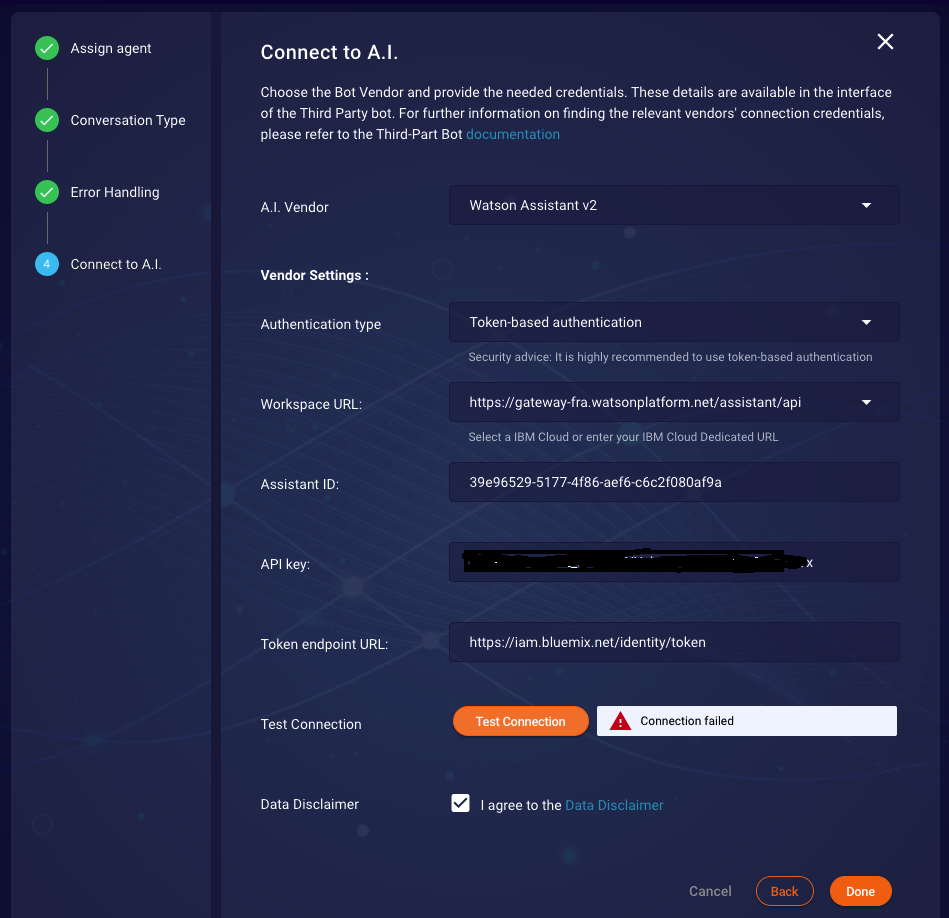 Assign agent
Conversation Type
Error Handling
4 Connect to A.I.
Connect to A.I.
Choose the Bot Vendor and provide the needed credentials. These details are available in the interface
of the Third Party bot. For further information on finding the relevant vendors' connection credentials,
please refer to the Third-Part Bot documentation
A.I. Vendor Watson Assistant v2
Vendor Settings :
Authentication type Token-based authentication
Security advice: It is highly recommended to use token-based authentication
Workspace URL: https://gateway-fra.watsonplatform.net/assistant/api
Select a IBM Cloud or enter your IBM Cloud Dedicated URL
Assistant ID: 39e96529-5177-4f86-aef6-c6c2f080af9a
API key: x
Token endpoint URL: https://iam.bluemix.net/identity/token
Test Connection Test Connection Connection failed
Data Disclaimer I agree to the Data Disclaimer
Cancel Back Done